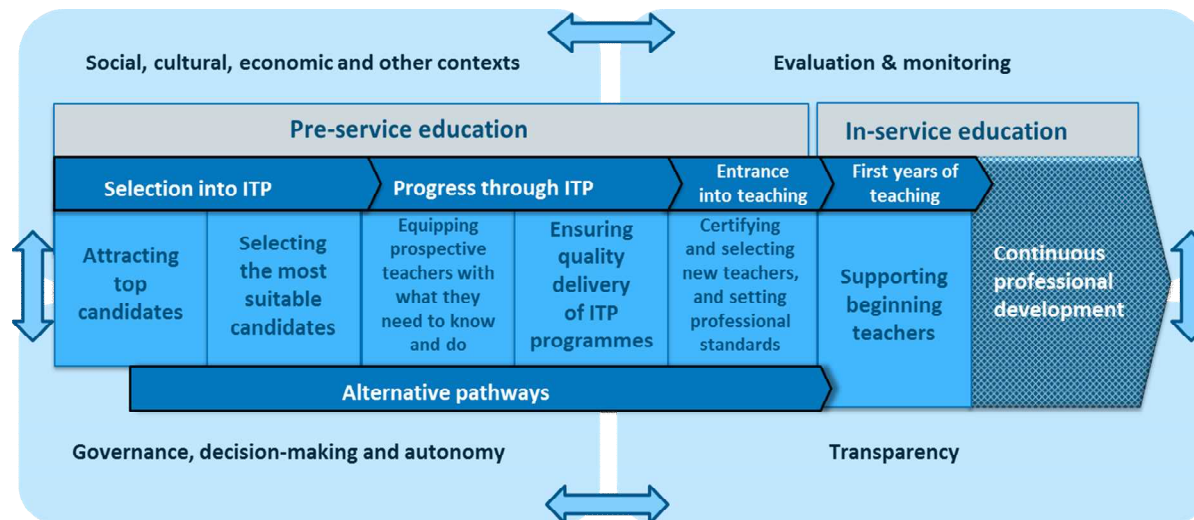 Social, cultural, economic and other contexts
Evaluation & monitoring
Pre-service education
In-service education
Selection into ITP
Progress through ITP
Entrance
into teaching
First years of
teaching
Attracting
top
candidates
Selecting
the most
suitable
candidates
Equipping
prospective
teachers with
what they
need to know
and do
Ensuring
quality
delivery
of ITP
programmes
Certifying
and selecting
new teachers,
and setting
professional
standards
Supporting
beginning
teachers
Continuous
professional
development
Alternative pathways
Governance, decision-making and autonomy
Transparency